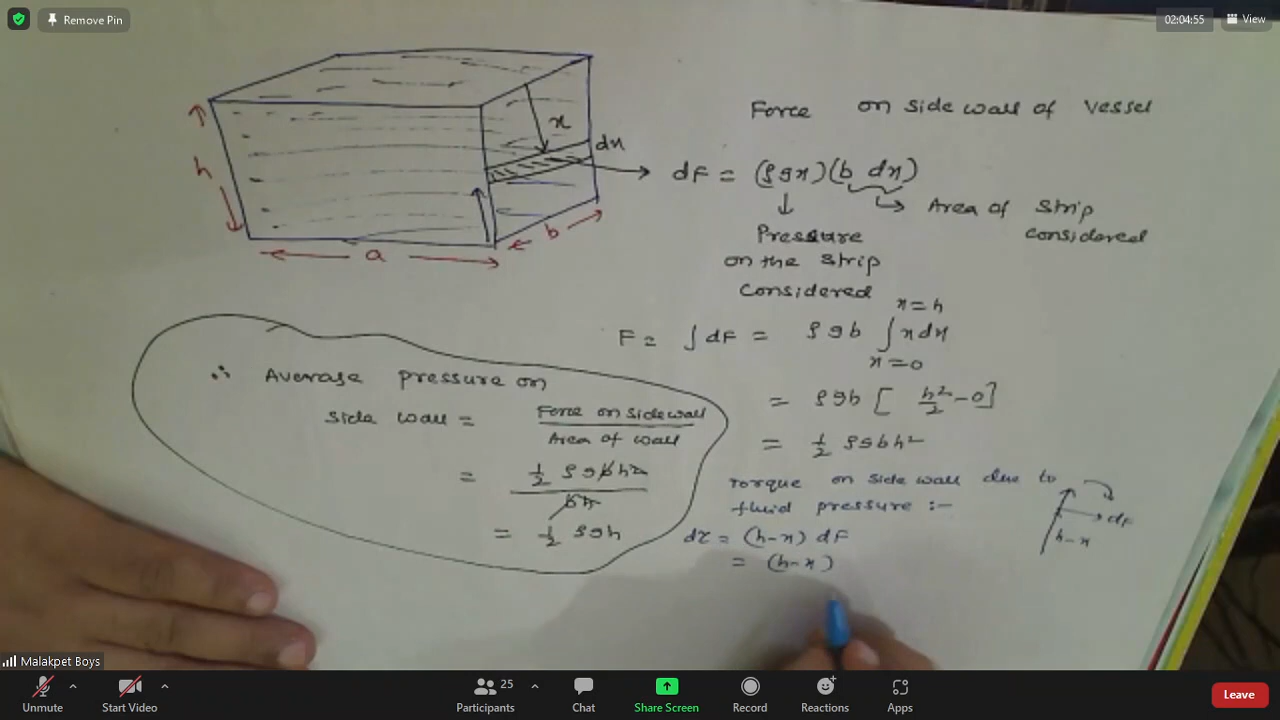 Remove Pin
02:04:55
View
Force on side wall of vessel
x
dx
h
a
b
dF = (ρgx)(b dx)
Area of strip
considered
Pressure
on the strip
considered
x=h
F = ∫dF = ρgb ∫ x dx
x=0
= ρgb [ h²/2 - 0 ]
= 1/2 ρgbh²
∴ Average pressure on
side wall = Force on sidewall
Area of wall
= 1/2 ρgbh²
bh
= 1/2 ρgh
Torque on side wall due to
fluid pressure :-
dF
h-x
dτ = (h-x) dF
= (h-x)
Malakpet Boys
Unmute
Start Video
25
Participants
Chat
Share Screen
Record
Reactions
Apps
Leave